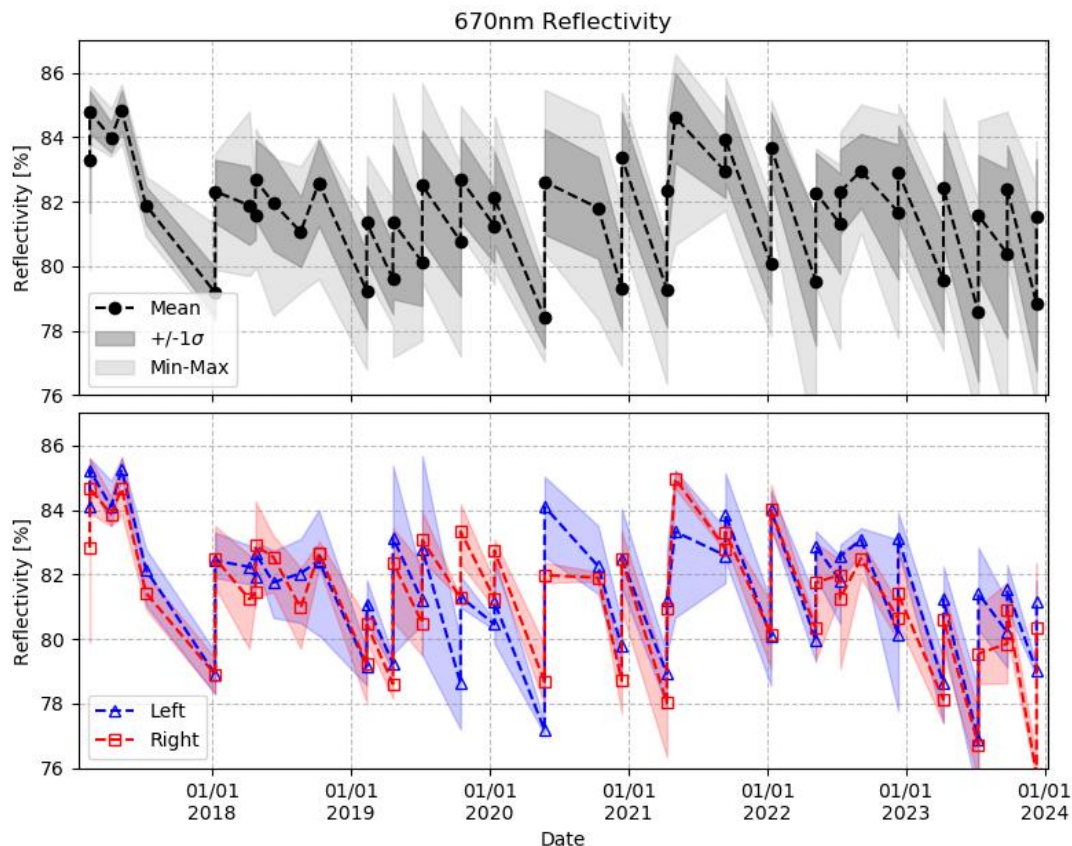 670nm Reflectivity
86
84
82
80
78
76
Reflectivity [%]
Mean
+/-1σ
Min-Max
86
84
82
80
78
76
Reflectivity [%]
Left
Right
01/01 01/01 01/01 01/01 01/01 01/01 01/01
2018 2019 2020 2021 2022 2023 2024
Date